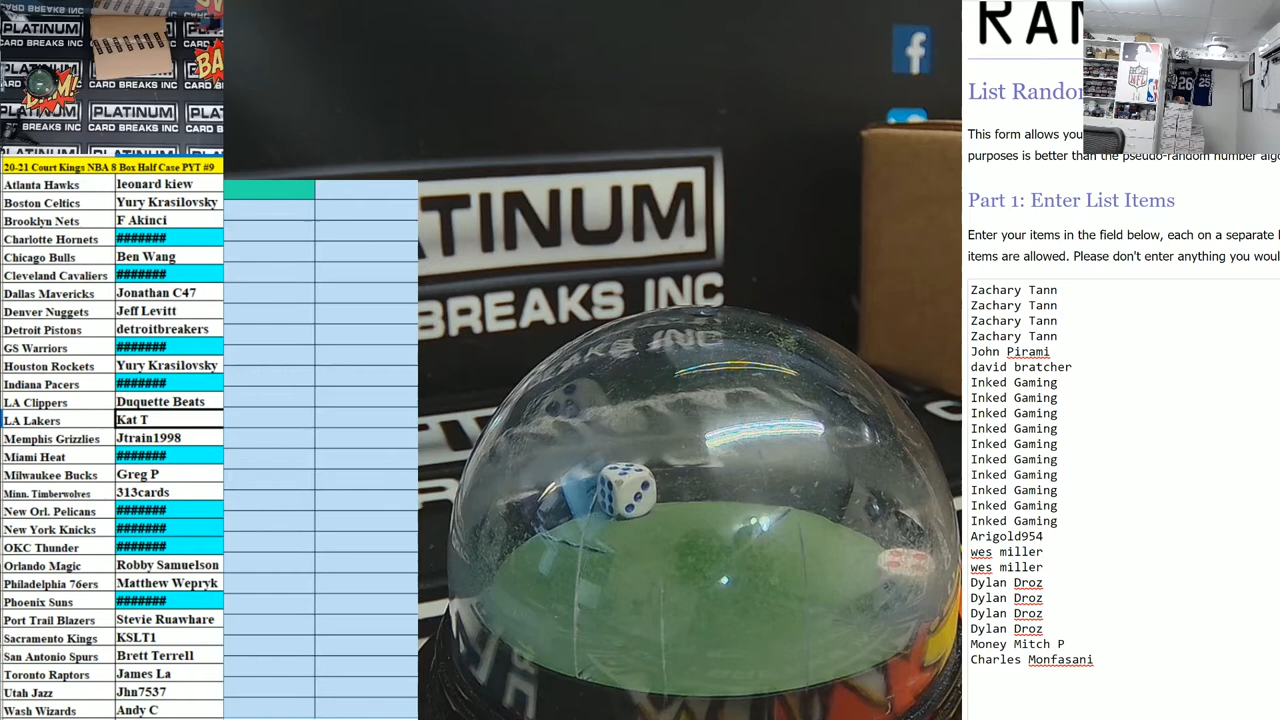 PLATINUM
CARD BREAKS INC
20-21 Court Kings NBA 8 Box Half Case PYT #9
Atlanta Hawks leonard kiew
Boston Celtics Yury Krasilovsky
Brooklyn Nets F Akinci
Charlotte Hornets #######
Chicago Bulls Ben Wang
Cleveland Cavaliers #######
Dallas Mavericks Jonathan C47
Denver Nuggets Jeff Levitt
Detroit Pistons detroitbreakers
GS Warriors #######
Houston Rockets Yury Krasilovsky
Indiana Pacers #######
LA Clippers Duquette Beats
LA Lakers Kat T
Memphis Grizzlies Jtrain1998
Miami Heat #######
Milwaukee Bucks Greg P
Minn. Timberwolves 313cards
New Orl. Pelicans #######
New York Knicks #######
OKC Thunder #######
Orlando Magic Robby Samuelson
Philadelphia 76ers Matthew Wepryk
Phoenix Suns #######
Port Trail Blazers Stevie Ruawhare
Sacramento Kings KSLT1
San Antonio Spurs Brett Terrell
Toronto Raptors James La
Utah Jazz Jhn7537
Wash Wizards Andy C
TINUM
BREAKS INC
RAN
List Random
This form allows you
purposes is better than the pseudo-random number algo
Part 1: Enter List Items
Enter your items in the field below, each on a separate l
items are allowed. Please don't enter anything you woul
Zachary Tann
Zachary Tann
Zachary Tann
Zachary Tann
John Pirami
david bratcher
Inked Gaming
Inked Gaming
Inked Gaming
Inked Gaming
Inked Gaming
Inked Gaming
Inked Gaming
Inked Gaming
Inked Gaming
Inked Gaming
Arigold954
wes miller
wes miller
Dylan Droz
Dylan Droz
Dylan Droz
Dylan Droz
Money Mitch P
Charles Monfasani